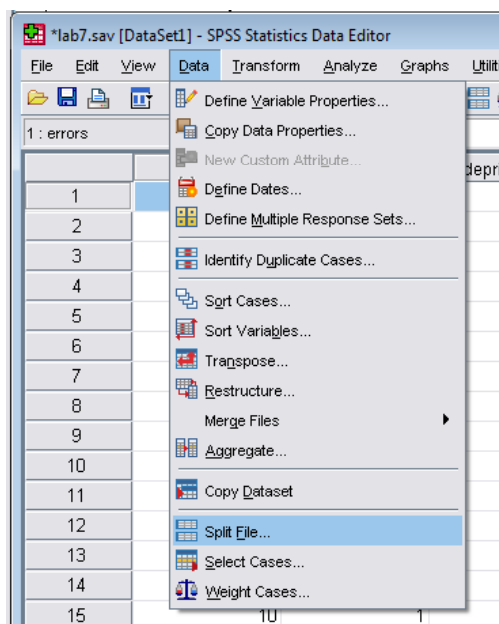 *lab7.sav [DataSet1] - SPSS Statistics Data Editor
File Edit View Data Transform Analyze Graphs Utilit
1 : errors
Define Variable Properties...
Copy Data Properties...
New Custom Attribute...
depri
Define Dates...
1
Define Multiple Response Sets...
2
Identify Duplicate Cases...
3
4
Sort Cases...
5
Sort Variables...
6
Transpose...
7
Restructure...
8
Merge Files
9
Aggregate...
10
Copy Dataset
11
12
Split File...
13
Select Cases...
14
Weight Cases...
15 10 1